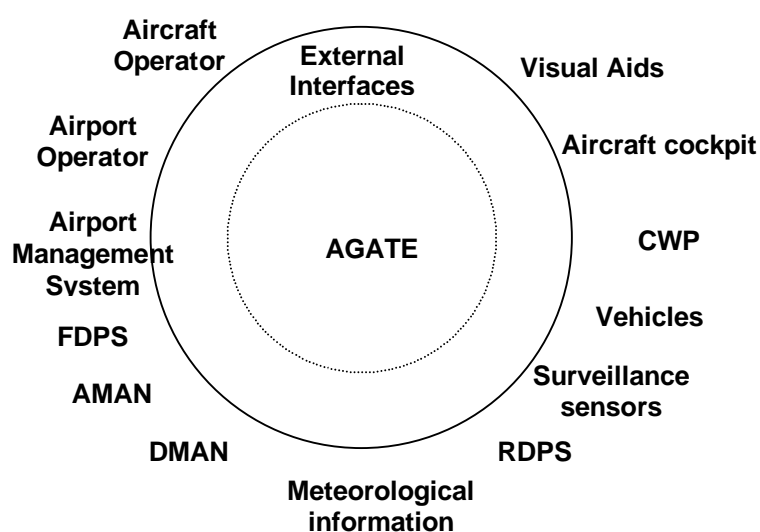 Aircraft
Operator
External
Interfaces
Visual Aids
Airport
Operator
Aircraft cockpit
Airport
Management
System
AGATE
CWP
FDPS
Vehicles
AMAN
Surveillance
sensors
DMAN
RDPS
Meteorological
information